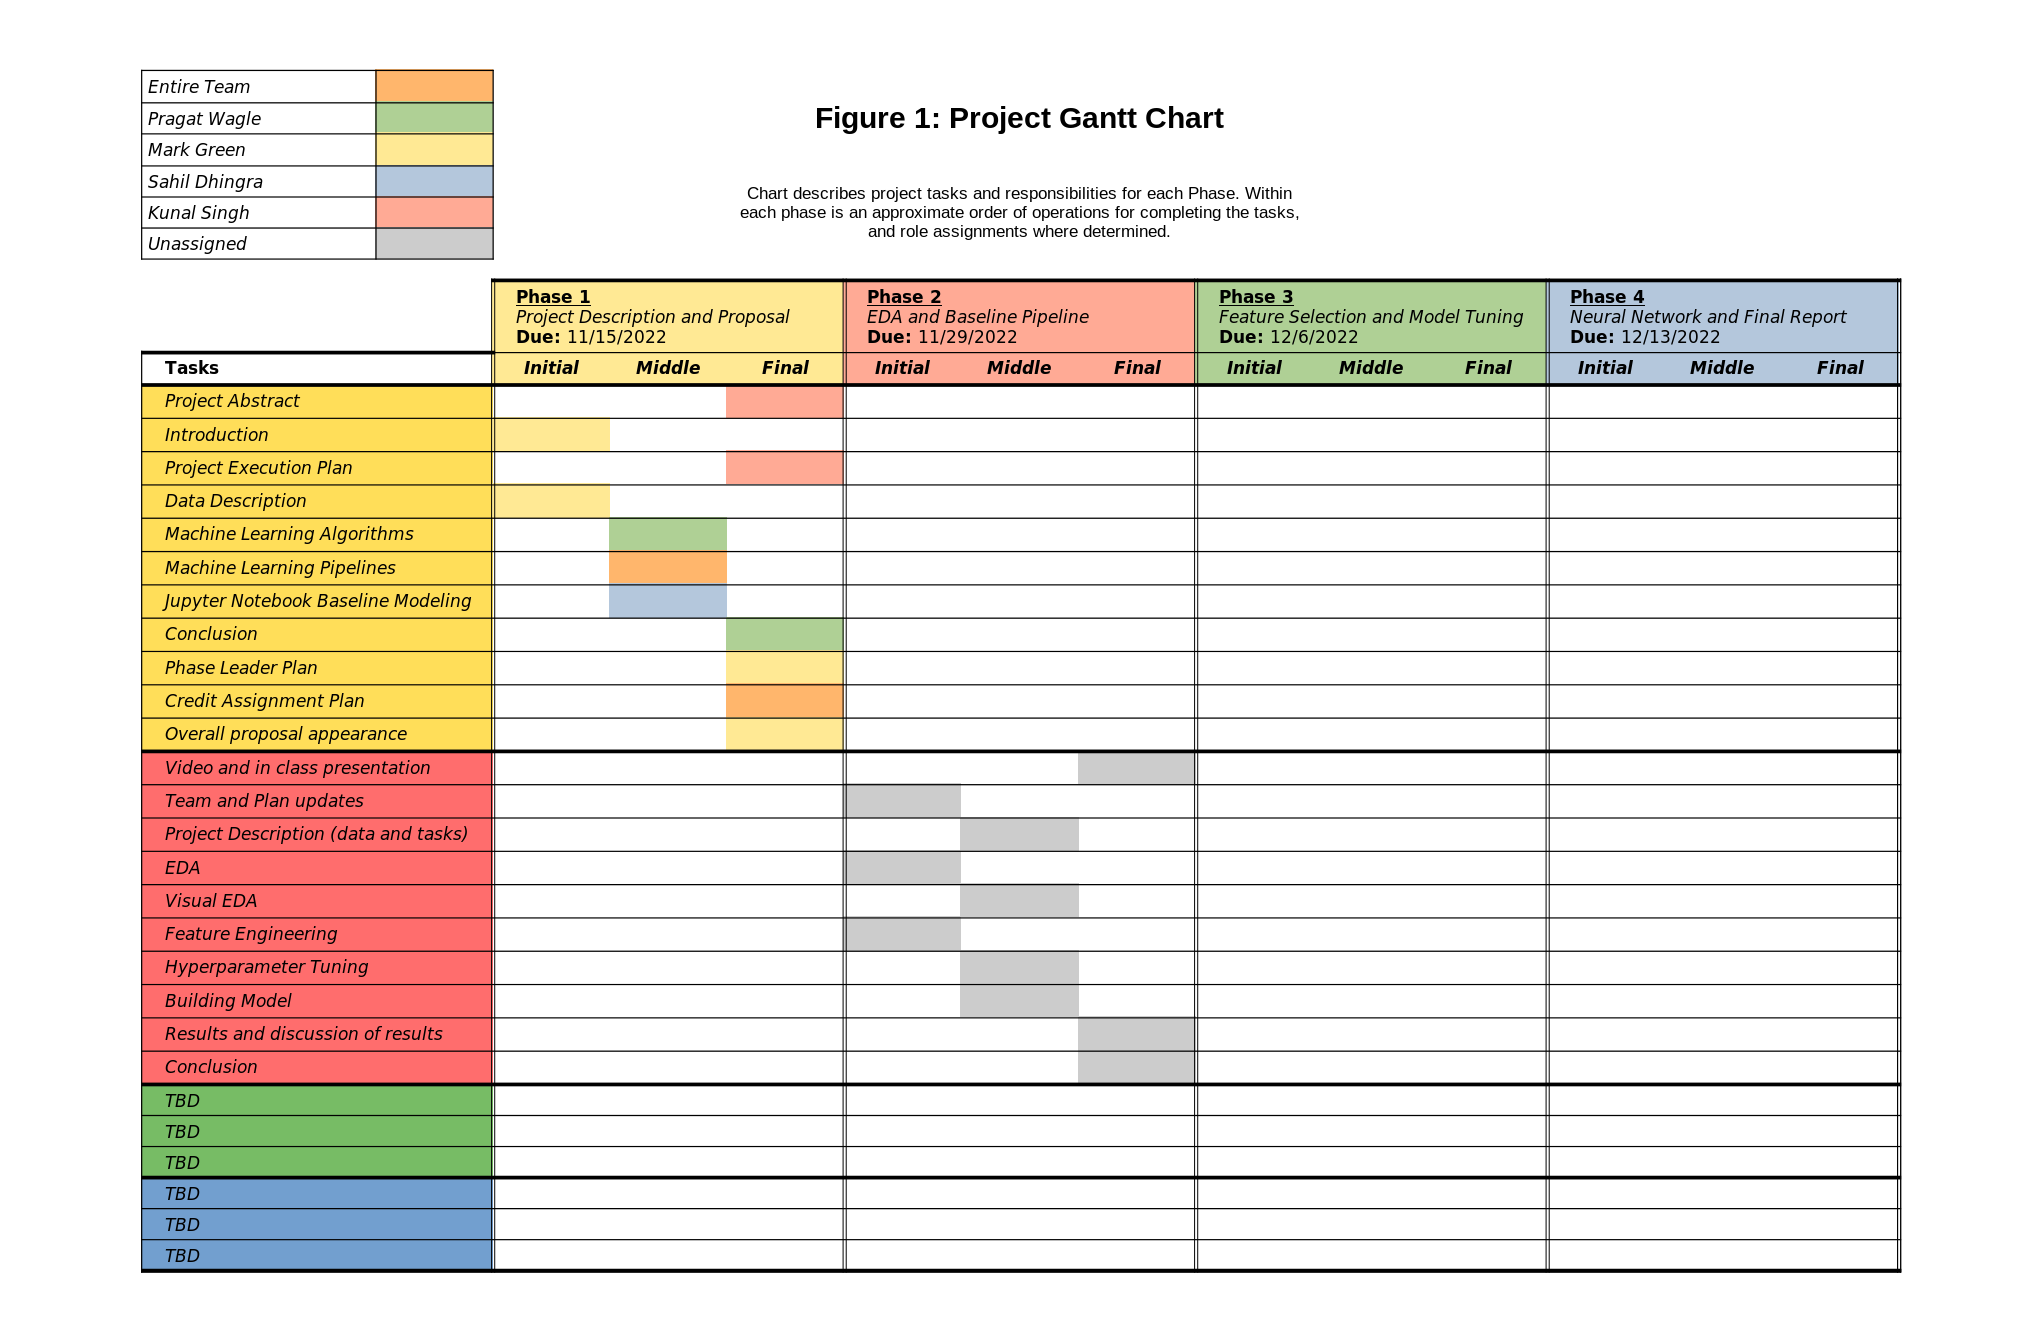 Entire Team
Pragat Wagle
Mark Green
Sahil Dhingra
Kunal Singh
Unassigned
Figure 1: Project Gantt Chart
Chart describes project tasks and responsibilities for each Phase. Within
each phase is an approximate order of operations for completing the tasks,
and role assignments where determined.
Phase 1
Project Description and Proposal
Due: 11/15/2022
Phase 2
EDA and Baseline Pipeline
Due: 11/29/2022
Phase 3
Feature Selection and Model Tuning
Due: 12/6/2022
Phase 4
Neural Network and Final Report
Due: 12/13/2022
Tasks Initial Middle Final Initial Middle Final Initial Middle Final Initial Middle Final
Project Abstract
Introduction
Project Execution Plan
Data Description
Machine Learning Algorithms
Machine Learning Pipelines
Jupyter Notebook Baseline Modeling
Conclusion
Phase Leader Plan
Credit Assignment Plan
Overall proposal appearance
Video and in class presentation
Team and Plan updates
Project Description (data and tasks)
EDA
Visual EDA
Feature Engineering
Hyperparameter Tuning
Building Model
Results and discussion of results
Conclusion
TBD
TBD
TBD
TBD
TBD
TBD